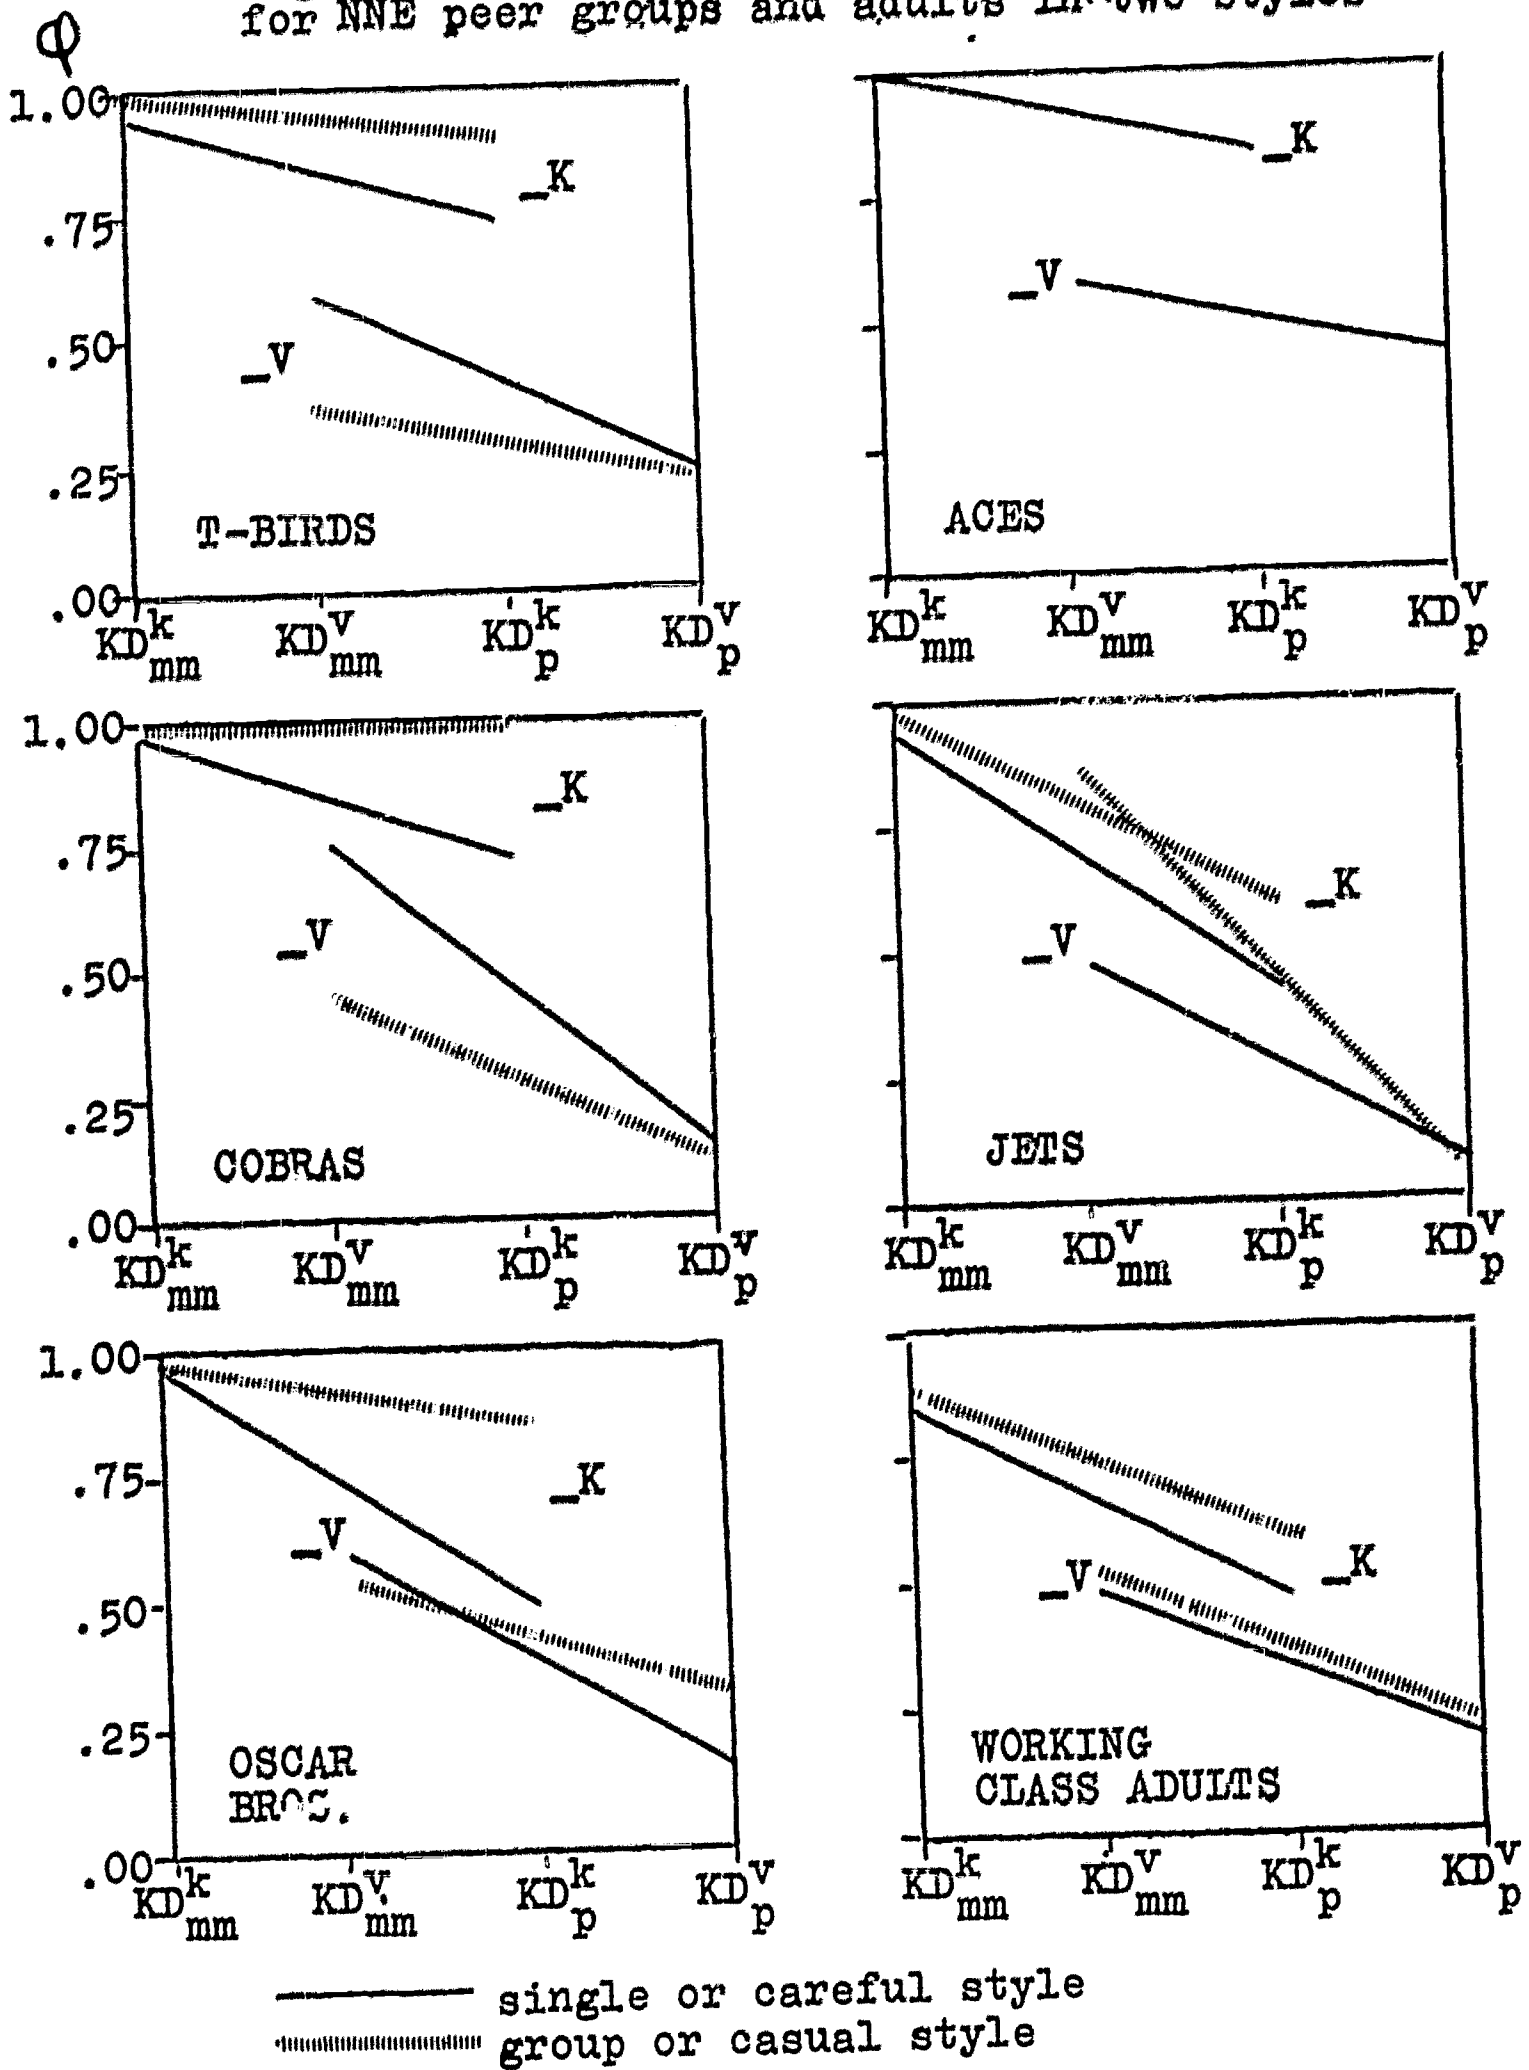 for NNE peer groups and adults in two styles
φ
1.00
.75
.50
.25
.00
_K
_V
T-BIRDS
KD^k_mm KD^v_mm KD^k_p KD^v_p
_K
_V
ACES
KD^k_mm KD^v_mm KD^k_p KD^v_p
1.00
.75
.50
.25
.00
_K
_V
COBRAS
KD^k_mm KD^v_mm KD^k_p KD^v_p
_K
_V
JETS
KD^k_mm KD^v_mm KD^k_p KD^v_p
1.00
.75
.50
.25
.00
_K
_V
OSCAR
BROS.
KD^k_mm KD^v_mm KD^k_p KD^v_p
_K
_V
WORKING
CLASS ADULTS
KD^k_mm KD^v_mm KD^k_p KD^v_p
single or careful style
group or casual style